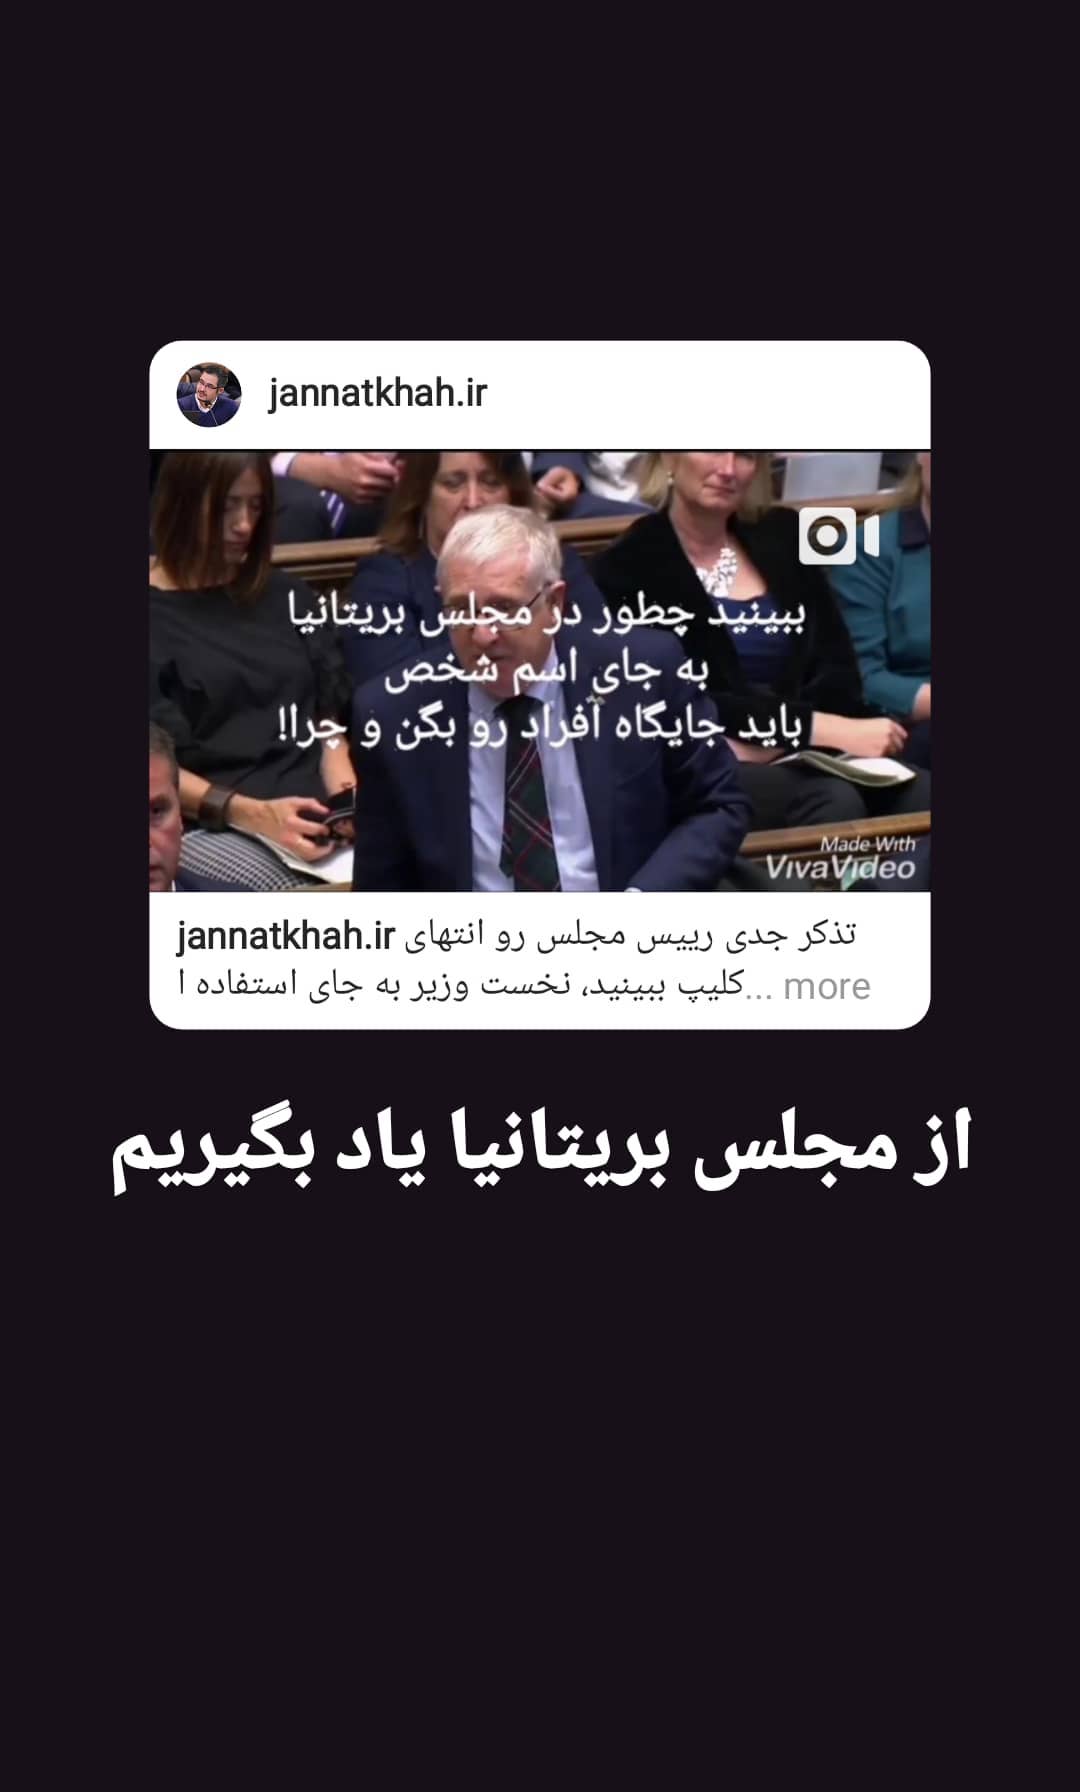 jannatkhah.ir
ببینید چطور در مجلس بریتانیا
به جای اسم شخص
باید جایگاه افراد رو بگن و چرا!
Made With
VivaVideo
jannatkhah.ir تذکر جدی رییس مجلس رو انتهای
کلیپ ببینید، نخست وزیر به جای استفاده ا... more
از مجلس بریتانیا یاد بگیریم